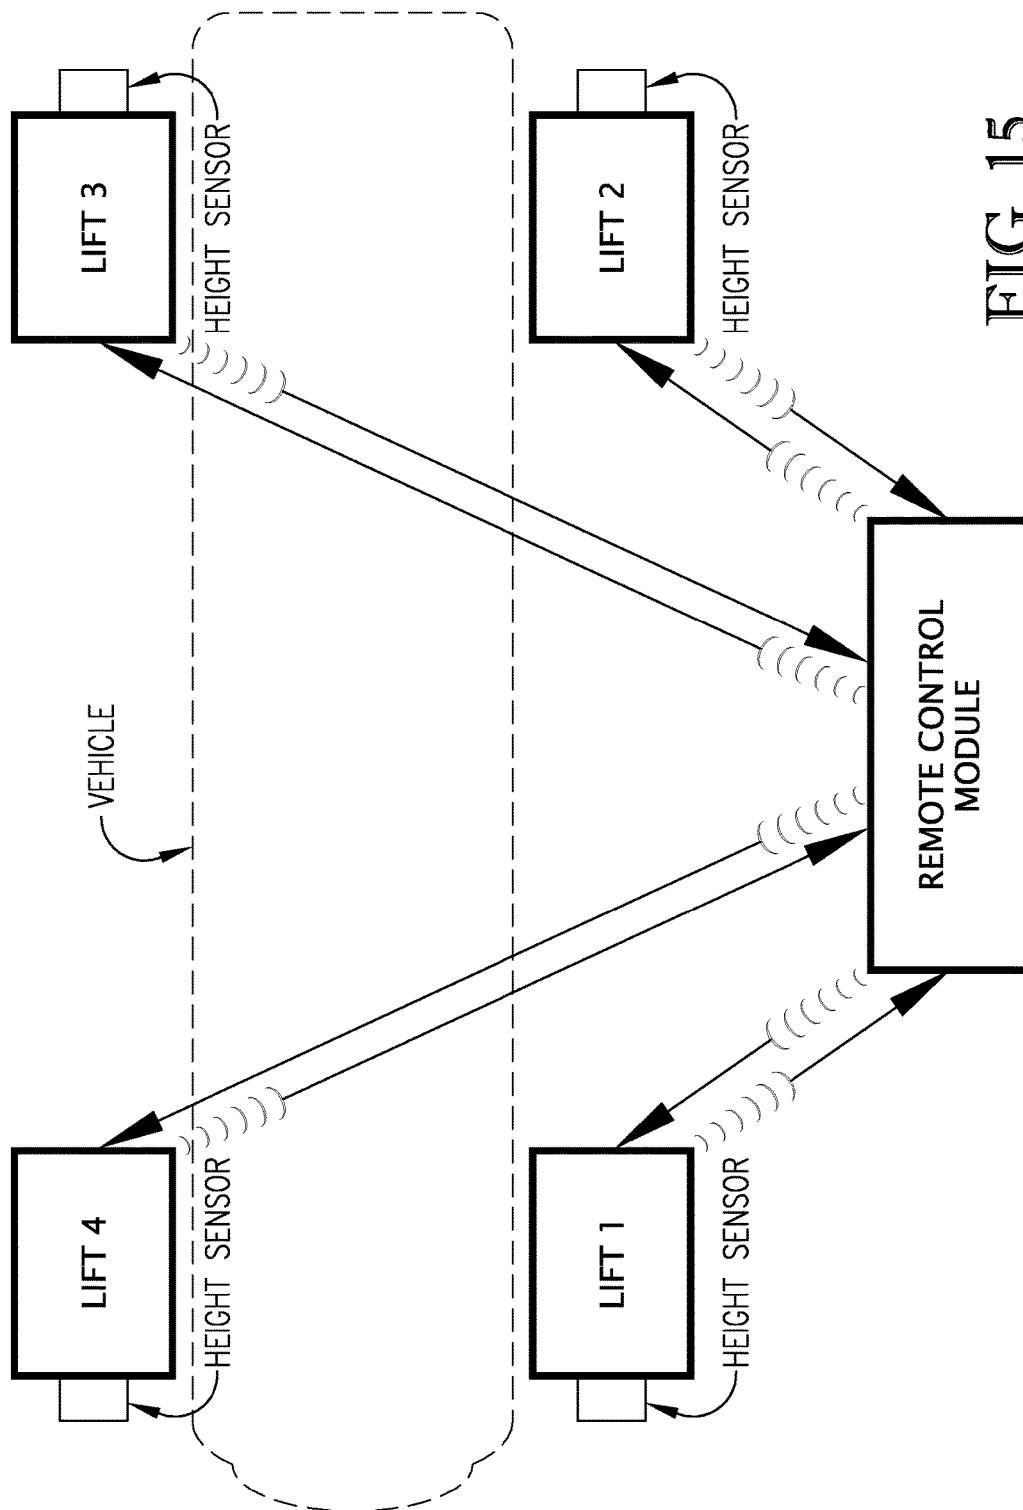 VEHICLE
LIFT 4
LIFT 3
HEIGHT SENSOR
HEIGHT SENSOR
LIFT 1
LIFT 2
HEIGHT SENSOR
HEIGHT SENSOR
REMOTE CONTROL
MODULE
FIG 15